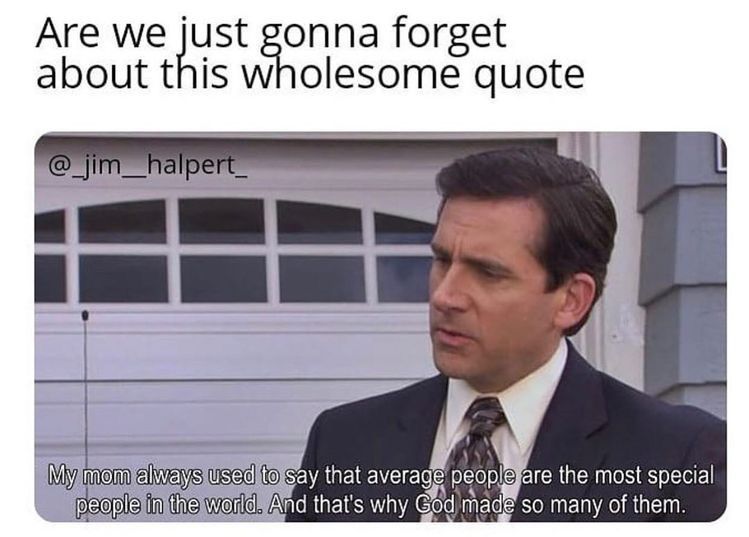 Are we just gonna forget
about this wholesome quote
@_jim__halpert_
My mom always used to say that average people are the most special
people in the world. And that's why God made so many of them.